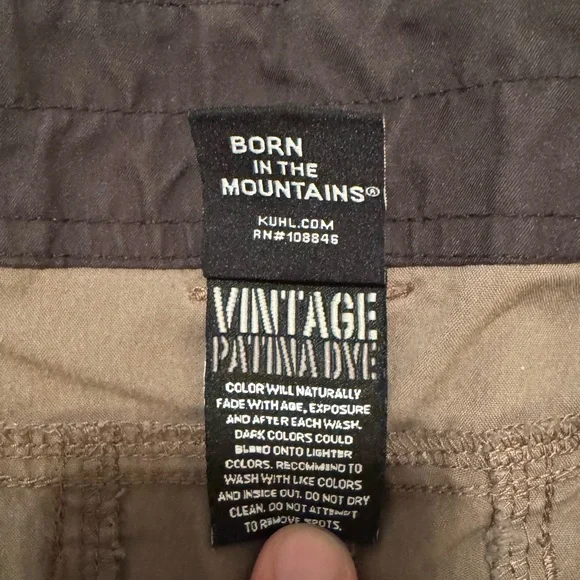 BORN
IN THE
MOUNTAINS®
KUHL.COM
RN#108846
VINTAGE
PATINA DYE
COLOR WILL NATURALLY
FADE WITH AGE, EXPOSURE
AND AFTER EACH WASH.
DARK COLORS COULD
BLEED ONTO LIGHTER
COLORS. RECOMMEND TO
WASH WITH LIKE COLORS
AND INSIDE OUT. DO NOT DRY
CLEAN. DO NOT ATTEMPT
TO REMOVE SPOTS.